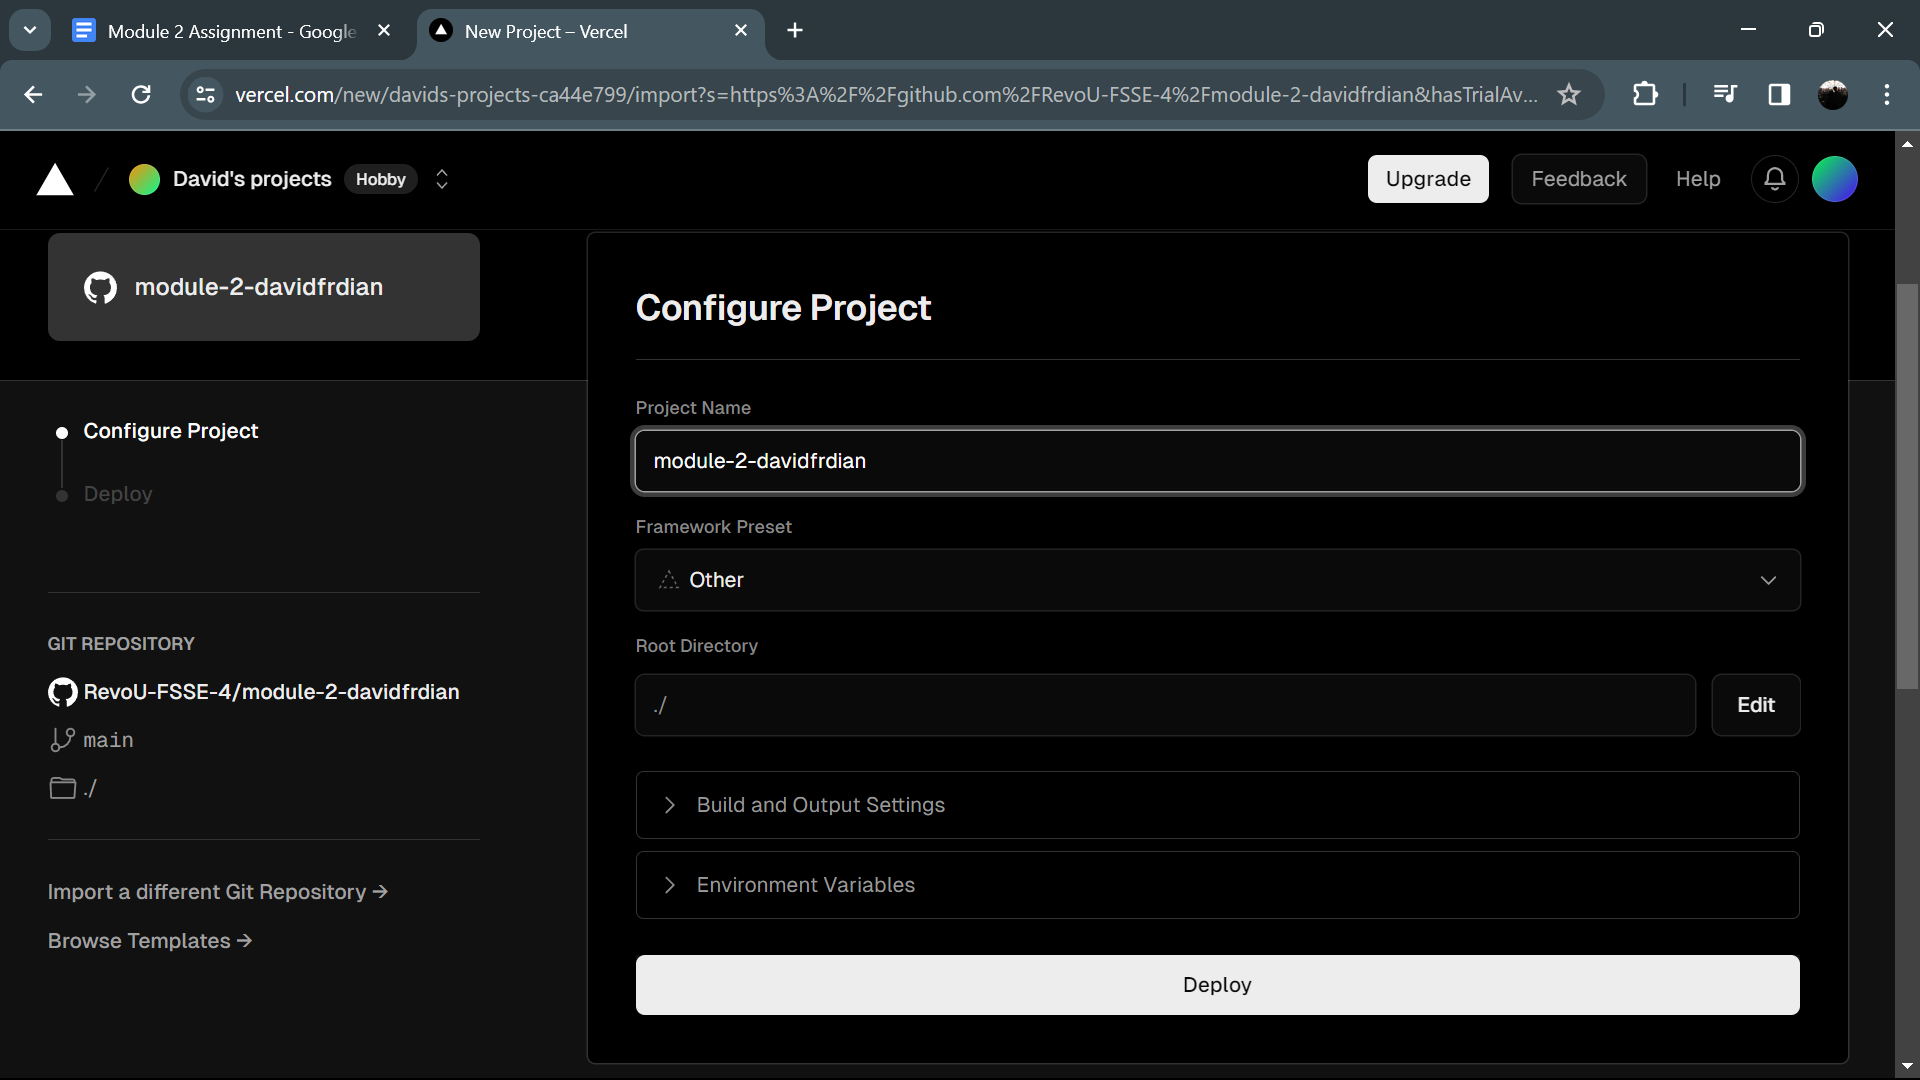 Module 2 Assignment - Google
New Project – Vercel
vercel.com/new/davids-projects-ca44e799/import?s=https%3A%2F%2Fgithub.com%2FRevoU-FSSE-4%2Fmodule-2-davidfrdian&hasTrialAv...
David's projects
Hobby
Upgrade
Feedback
Help
module-2-davidfrdian
Configure Project
Deploy
GIT REPOSITORY
RevoU-FSSE-4/module-2-davidfrdian
main
./
Import a different Git Repository →
Browse Templates →
Configure Project
Project Name
module-2-davidfrdian
Framework Preset
Other
Root Directory
./
Edit
Build and Output Settings
Environment Variables
Deploy